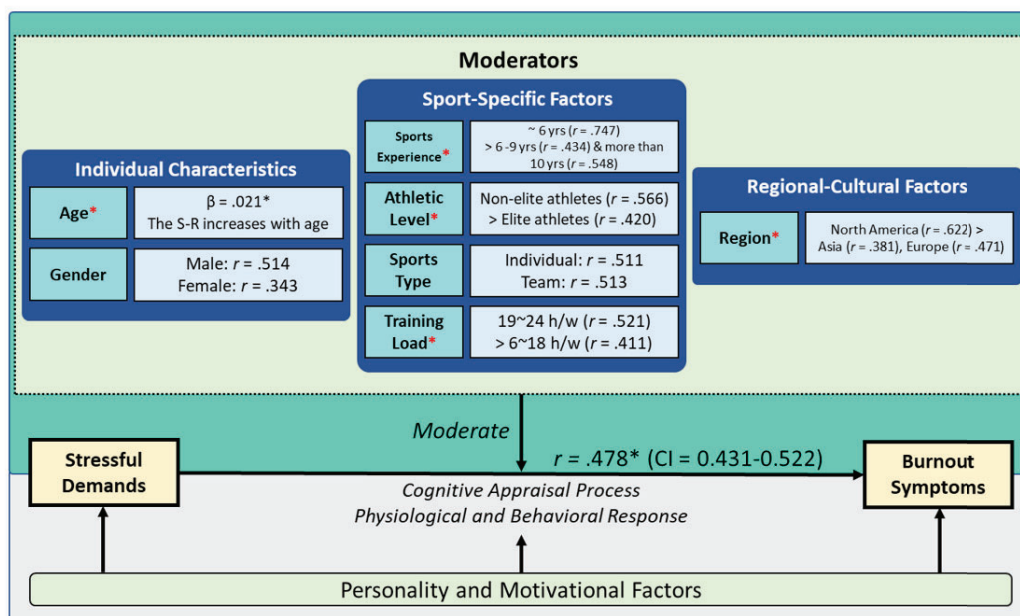 Moderators
Individual Characteristics
Age*
β = .021*
The S-R increases with age
Gender
Male: r = .514
Female: r = .343
Sport-Specific Factors
Sports
Experience*
~ 6 yrs (r = .747)
> 6 -9 yrs (r = .434) & more than
10 yrs (r = .548)
Athletic
Level*
Non-elite athletes (r = .566)
> Elite athletes (r = .420)
Sports
Type
Individual: r = .511
Team: r = .513
Training
Load*
19~24 h/w (r = .521)
> 6~18 h/w (r = .411)
Regional-Cultural Factors
Region*
North America (r = .622) >
Asia (r = .381), Europe (r = .471)
Moderate
Stressful
Demands
r = .478* (CI = 0.431-0.522)
Cognitive Appraisal Process
Physiological and Behavioral Response
Burnout
Symptoms
Personality and Motivational Factors